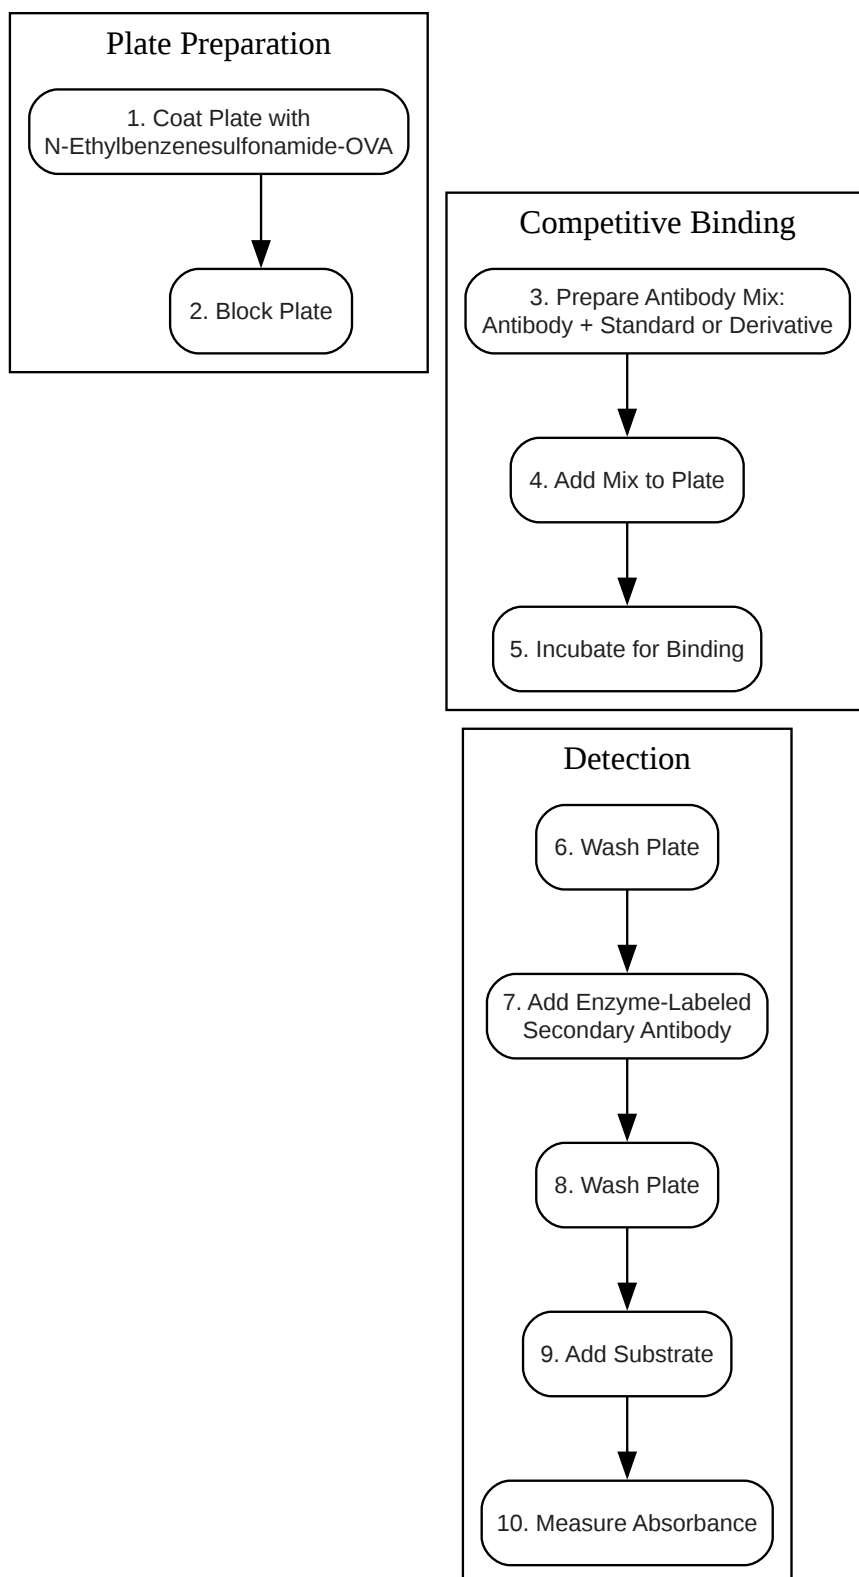 Plate Preparation
1. Coat Plate with
N-Ethylbenzenesulfonamide-OVA
2. Block Plate
Competitive Binding
3. Prepare Antibody Mix:
Antibody + Standard or Derivative
4. Add Mix to Plate
5. Incubate for Binding
Detection
6. Wash Plate
7. Add Enzyme-Labeled
Secondary Antibody
8. Wash Plate
9. Add Substrate
10. Measure Absorbance